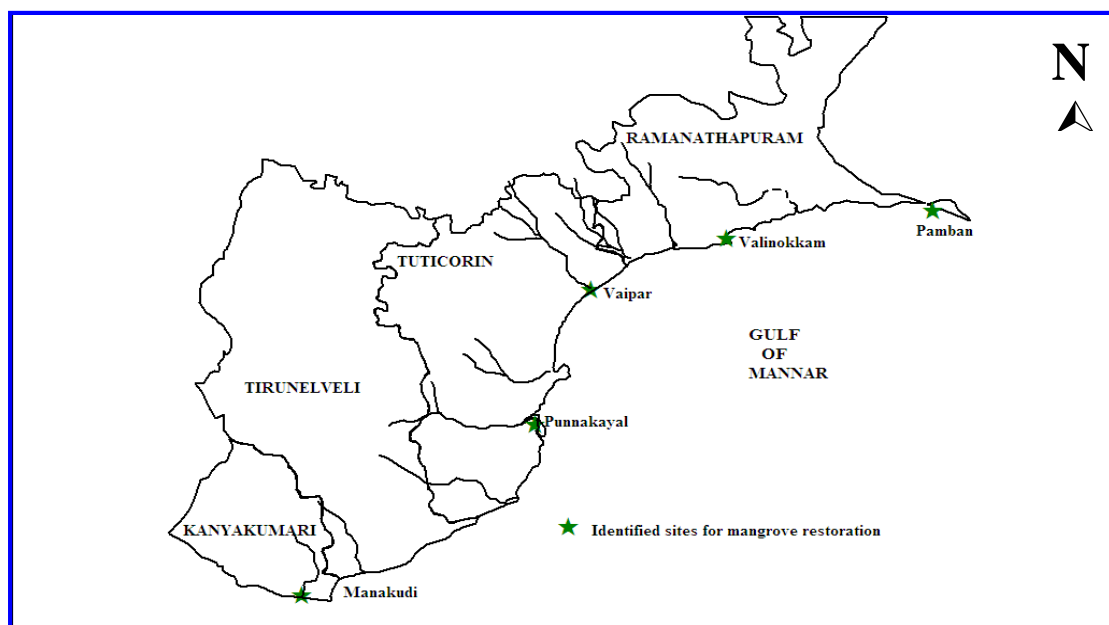 N
RAMANATHAPURAM
Pamban
Valinokkam
TUTICORIN
Vaipar
GULF
OF
MANNAR
TIRUNELVELI
Punnakayal
KANYAKUMARI
Identified sites for mangrove restoration
Manakudi